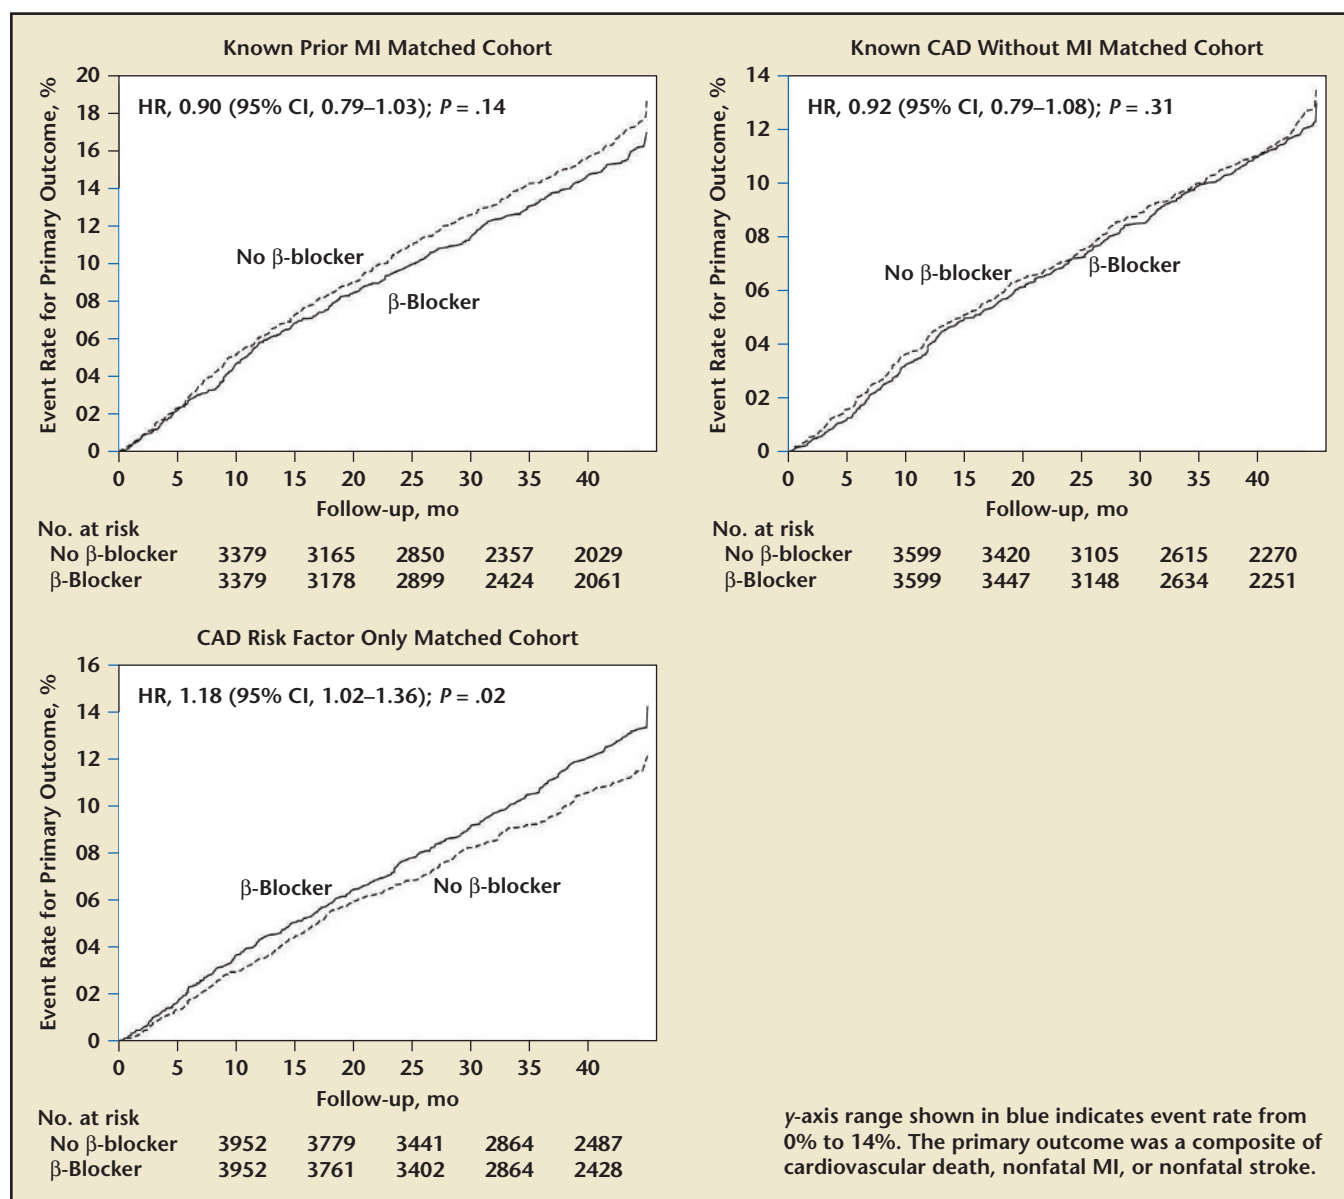 Known Prior MI Matched Cohort
Event Rate for Primary Outcome, %
20
18
16
14
12
10
08
06
04
02
0
HR, 0.90 (95% CI, 0.79–1.03); P = .14
No β-blocker
β-Blocker
0 5 10 15 20 25 30 35 40
Follow-up, mo
No. at risk
No β-blocker 3379 3165 2850 2357 2029
β-Blocker 3379 3178 2899 2424 2061
Known CAD Without MI Matched Cohort
Event Rate for Primary Outcome, %
14
12
10
08
06
04
02
0
HR, 0.92 (95% CI, 0.79–1.08); P = .31
No β-blocker
β-Blocker
0 5 10 15 20 25 30 35 40
Follow-up, mo
No. at risk
No β-blocker 3599 3420 3105 2615 2270
β-Blocker 3599 3447 3148 2634 2251
CAD Risk Factor Only Matched Cohort
Event Rate for Primary Outcome, %
16
14
12
10
08
06
04
02
0
HR, 1.18 (95% CI, 1.02–1.36); P = .02
β-Blocker
No β-blocker
0 5 10 15 20 25 30 35 40
Follow-up, mo
No. at risk
No β-blocker 3952 3779 3441 2864 2487
β-Blocker 3952 3761 3402 2864 2428
y-axis range shown in blue indicates event rate from
0% to 14%. The primary outcome was a composite of
cardiovascular death, nonfatal MI, or nonfatal stroke.